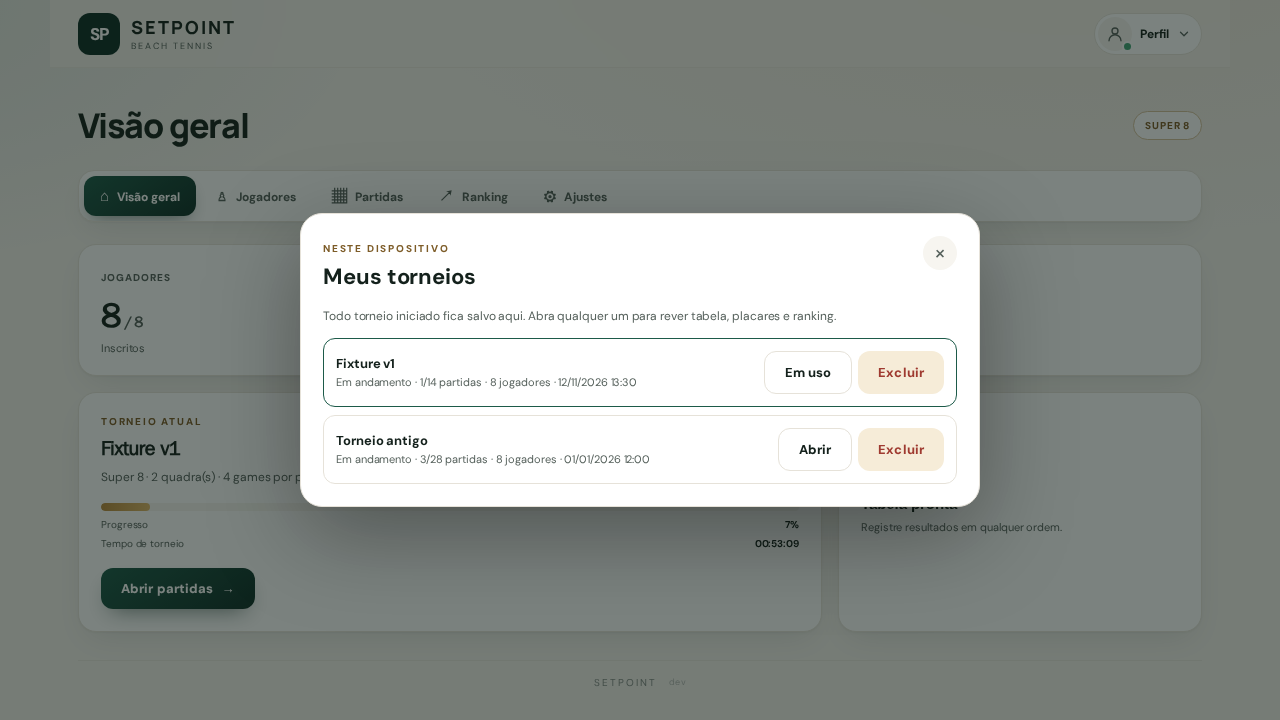 SP
SETPOINT
BEACH TENNIS
Perfil
Visão geral
SUPER 8
Visão geral
Jogadores
Partidas
Ranking
Ajustes
JOGADORES
8 / 8
Inscritos
NESTE DISPOSITIVO
Meus torneios
Todo torneio iniciado fica salvo aqui. Abra qualquer um para rever tabela, placares e ranking.
Fixture v1
Em andamento · 1/14 partidas · 8 jogadores · 12/11/2026 13:30
Em uso
Excluir
Torneio antigo
Em andamento · 3/28 partidas · 8 jogadores · 01/01/2026 12:00
Abrir
Excluir
TORNEIO ATUAL
Fixture v1
Super 8 · 2 quadra(s) · 4 games por p
Progresso
7%
Tempo de torneio
00:53:09
Abrir partidas →
Tabela pronta
Registre resultados em qualquer ordem.
SETPOINT dev